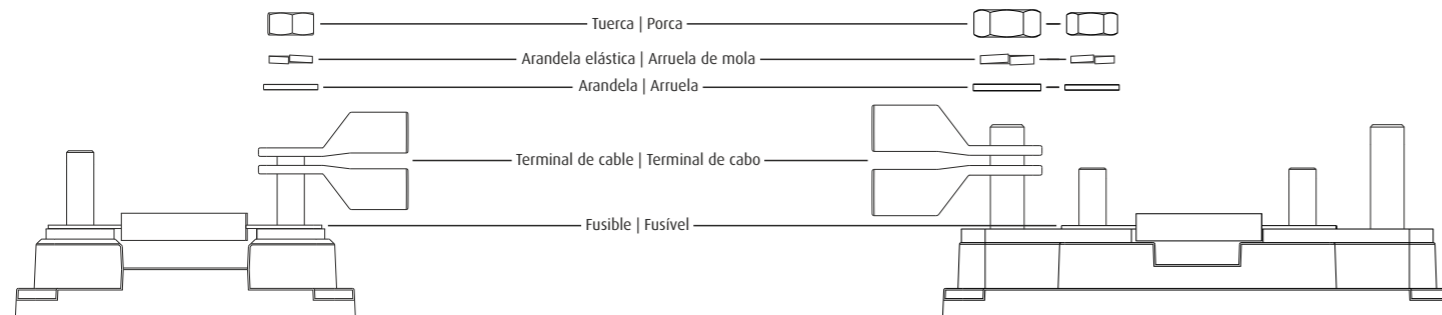 Tuerca | Porca
Arandela elástica | Arruela de mola
Arandela | Arruela
Terminal de cable | Terminal de cabo
Fusible | Fusível